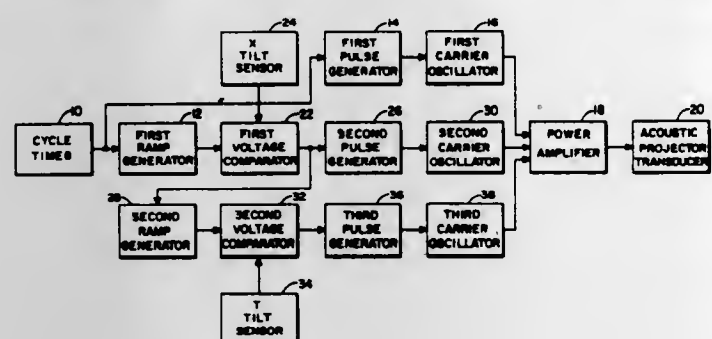 24
X
TILT
SENSOR
14
FIRST
PULSE
GENERATOR
16
FIRST
CARRIER
OSCILLATOR
10
CYCLE
TIMES
12
FIRST
RAMP
GENERATOR
22
FIRST
VOLTAGE
COMPARATOR
26
SECOND
PULSE
GENERATOR
30
SECOND
CARRIER
OSCILLATOR
18
POWER
AMPLIFIER
20
ACOUSTIC
PROJECTOR
TRANSDUCER
28
SECOND
RAMP
GENERATOR
32
SECOND
VOLTAGE
COMPARATOR
36
THIRD
PULSE
GENERATOR
38
THIRD
CARRIER
OSCILLATOR
34
T
TILT
SENSOR